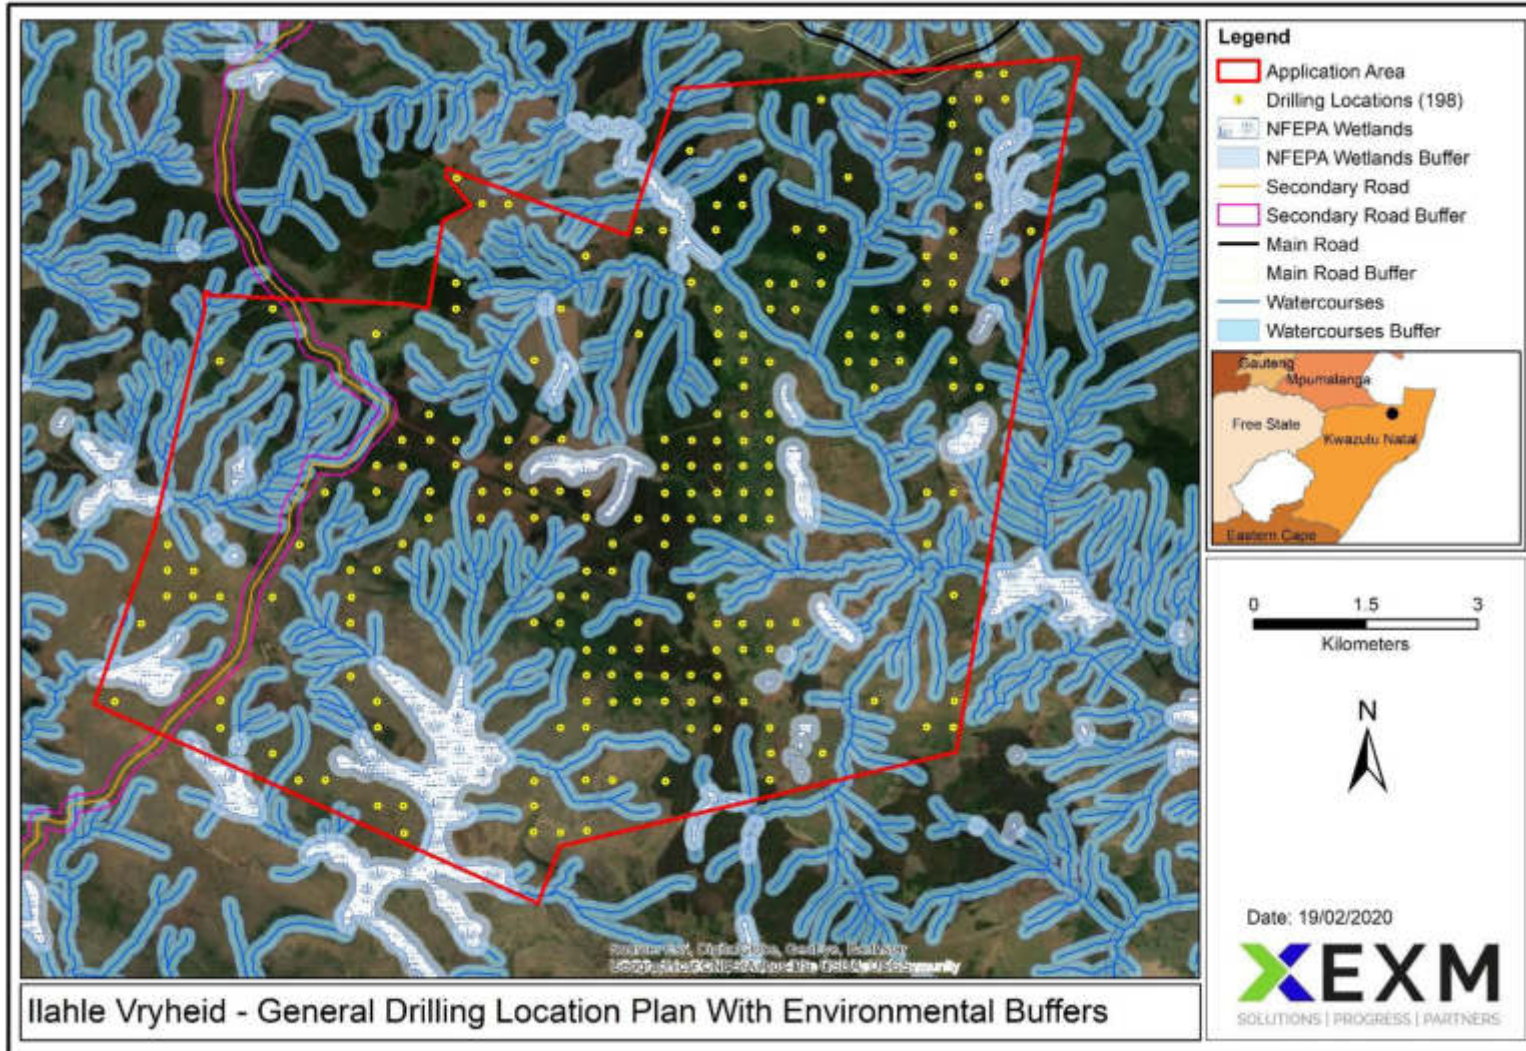 Legend
Application Area
Drilling Locations (198)
NFEPA Wetlands
NFEPA Wetlands Buffer
Secondary Road
Secondary Road Buffer
Main Road
Main Road Buffer
Watercourses
Watercourses Buffer
Gauteng
Mpumalanga
Free State
Kwazulu Natal
Eastern Cape
0 1.5 3
Kilometers
N
Date: 19/02/2020
EXM
SOLUTIONS | PROGRESS | PARTNERS
Ilahle Vryheid - General Drilling Location Plan With Environmental Buffers